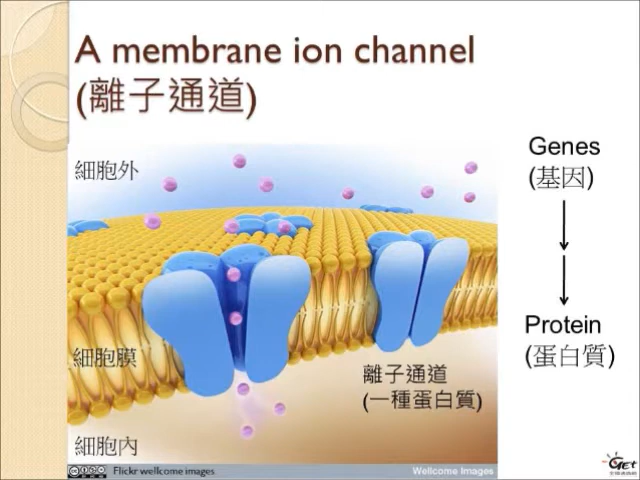 A membrane ion channel
(離子通道)
細胞外
Genes
(基因)
Protein
(蛋白質)
細胞膜
離子通道
(一種蛋白質)
細胞內
Flickr wellcome images
Wellcome Images
GET